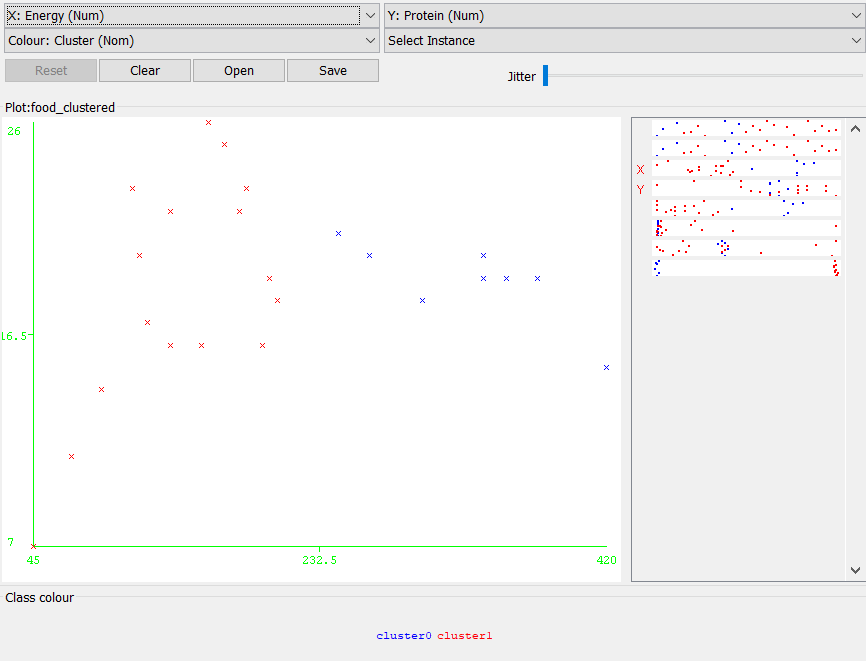 X: Energy (Num) Y: Protein (Num)
Colour: Cluster (Nom) Select Instance
Reset Clear Open Save Jitter
Plot:food_clustered
26
X
Y
16.5
7
45 232.5 420
Class colour
cluster0 cluster1